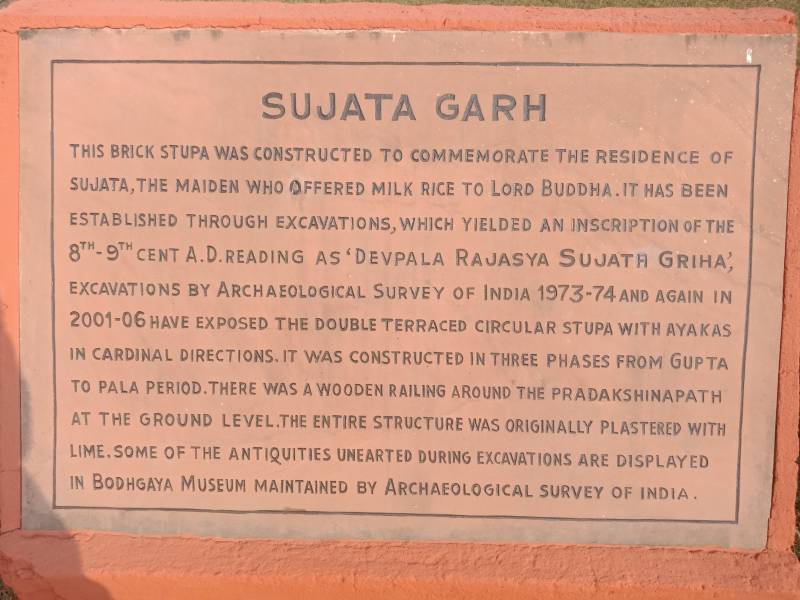 SUJATA GARH
THIS BRICK STUPA WAS CONSTRUCTED TO COMMEMORATE THE RESIDENCE OF
SUJATA, THE MAIDEN WHO OFFERED MILK RICE TO LORD BUDDHA. IT HAS BEEN
ESTABLISHED THROUGH EXCAVATIONS, WHICH YIELDED AN INSCRIPTION OF THE
8TH-9TH CENT A.D. READING AS 'DEVPALA RAJASYA SUJATA GRIHA',
EXCAVATIONS BY ARCHAEOLOGICAL SURVEY OF INDIA 1973-74 AND AGAIN IN
2001-06 HAVE EXPOSED THE DOUBLE TERRACED CIRCULAR STUPA WITH AYAKAS
IN CARDINAL DIRECTIONS. IT WAS CONSTRUCTED IN THREE PHASES FROM GUPTA
TO PALA PERIOD. THERE WAS A WOODEN RAILING AROUND THE PRADAKSHINAPATH
AT THE GROUND LEVEL. THE ENTIRE STRUCTURE WAS ORIGINALLY PLASTERED WITH
LIME. SOME OF THE ANTIQUITIES UNEARTED DURING EXCAVATIONS ARE DISPLAYED
IN BODHGAYA MUSEUM MAINTAINED BY ARCHAEOLOGICAL SURVEY OF INDIA.